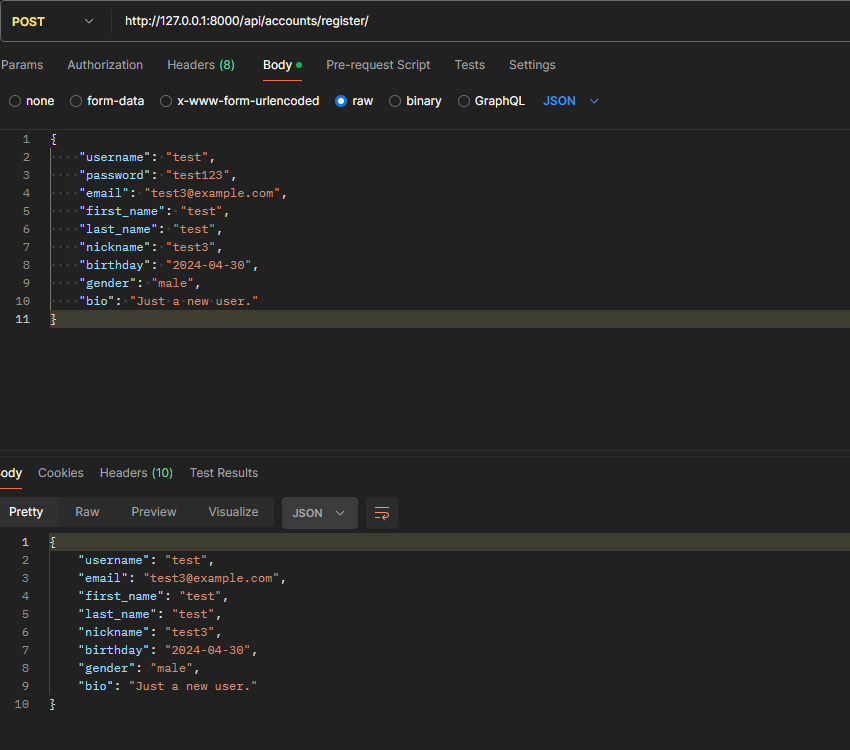 POST http://127.0.0.1:8000/api/accounts/register/
Params Authorization Headers (8) Body Pre-request Script Tests Settings
none form-data x-www-form-urlencoded raw binary GraphQL JSON
1 {
2 "username": "test",
3 "password": "test123",
4 "email": "test3@example.com",
5 "first_name": "test",
6 "last_name": "test",
7 "nickname": "test3",
8 "birthday": "2024-04-30",
9 "gender": "male",
10 "bio": "Just a new user."
11 }
ody Cookies Headers (10) Test Results
Pretty Raw Preview Visualize JSON
1 {
2 "username": "test",
3 "email": "test3@example.com",
4 "first_name": "test",
5 "last_name": "test",
6 "nickname": "test3",
7 "birthday": "2024-04-30",
8 "gender": "male",
9 "bio": "Just a new user."
10 }